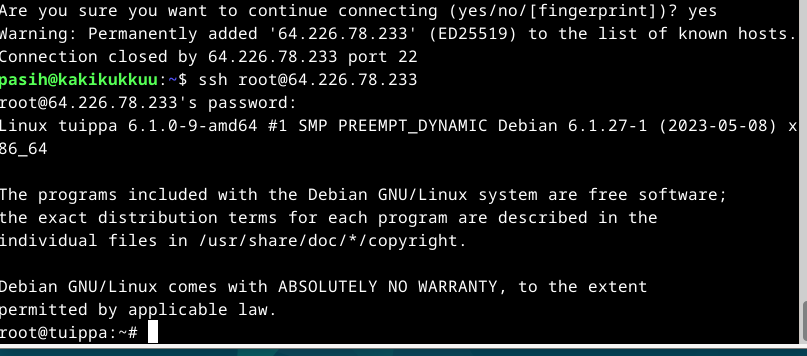 Are you sure you want to continue connecting (yes/no/[fingerprint])? yes
Warning: Permanently added '64.226.78.233' (ED25519) to the list of known hosts.
Connection closed by 64.226.78.233 port 22
pasih@kakikukkuu:~$ ssh root@64.226.78.233
root@64.226.78.233's password:
Linux tuippa 6.1.0-9-amd64 #1 SMP PREEMPT_DYNAMIC Debian 6.1.27-1 (2023-05-08) x
86_64

The programs included with the Debian GNU/Linux system are free software;
the exact distribution terms for each program are described in the
individual files in /usr/share/doc/*/copyright.

Debian GNU/Linux comes with ABSOLUTELY NO WARRANTY, to the extent
permitted by applicable law.
root@tuippa:~#